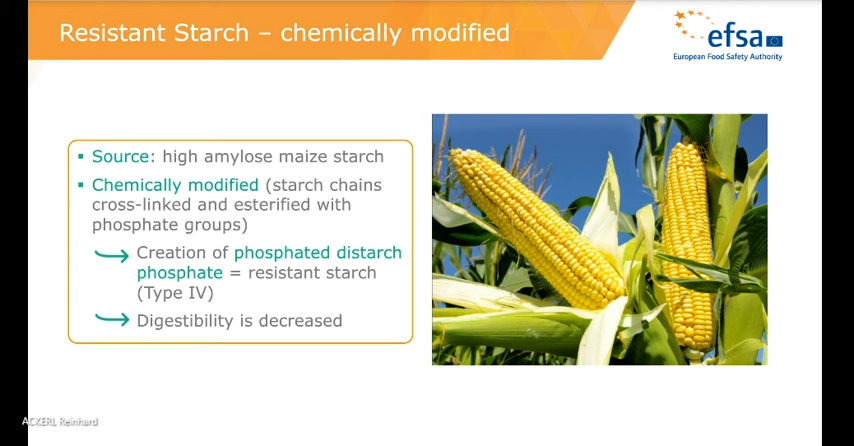 Resistant Starch – chemically modified
efsa
European Food Safety Authority
▪ Source: high amylose maize starch
▪ Chemically modified (starch chains
cross-linked and esterified with
phosphate groups)
Creation of phosphated distarch
phosphate = resistant starch
(Type IV)
Digestibility is decreased
ACKERL Reinhard